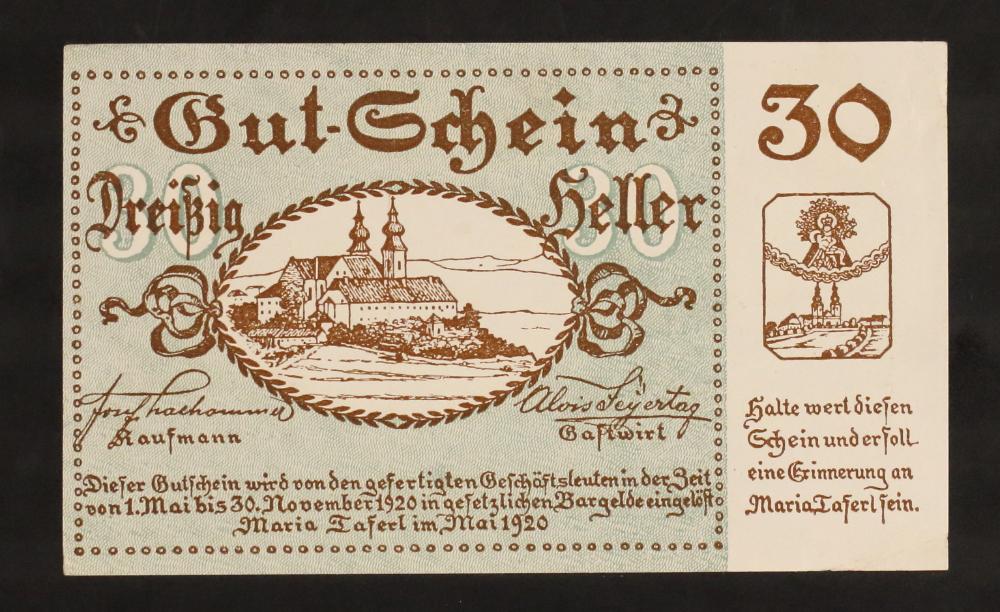 Gut-Schein
Dreißig Heller
30 30
Alois Feyertag
Kaufmann Gastwirt
Dieser Gutschein wird von den gefertigten Geschäftsleuten in der Zeit
von 1. Mai bis 30. November 1920 in gesetzlichen Bargelde eingelöst
Maria Taferl im Mai 1920
30
Halte wert diesen
Schein und er soll
eine Erinnerung an
Maria Taferl sein.